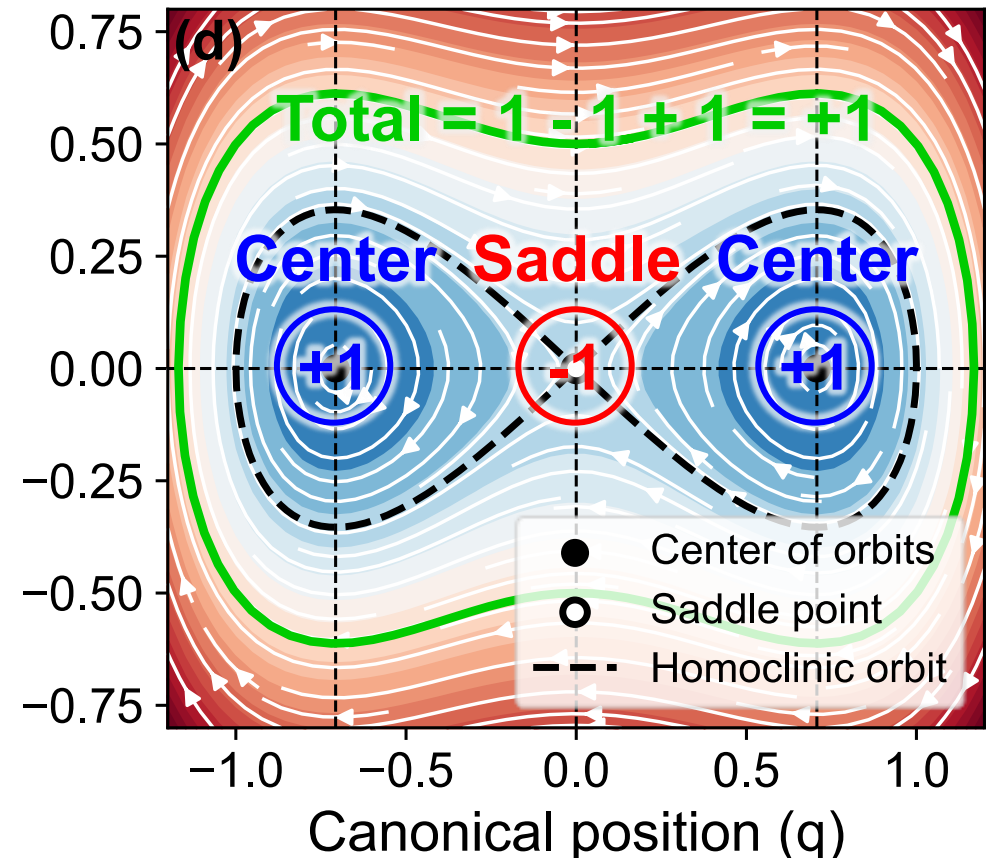 (d)
Total = 1 - 1 + 1 = +1
Center Saddle Center
+1 -1 +1
Center of orbits
Saddle point
Homoclinic orbit
0.75
0.50
0.25
0.00
−0.25
−0.50
−0.75
−1.0 −0.5 0.0 0.5 1.0
Canonical position (q)